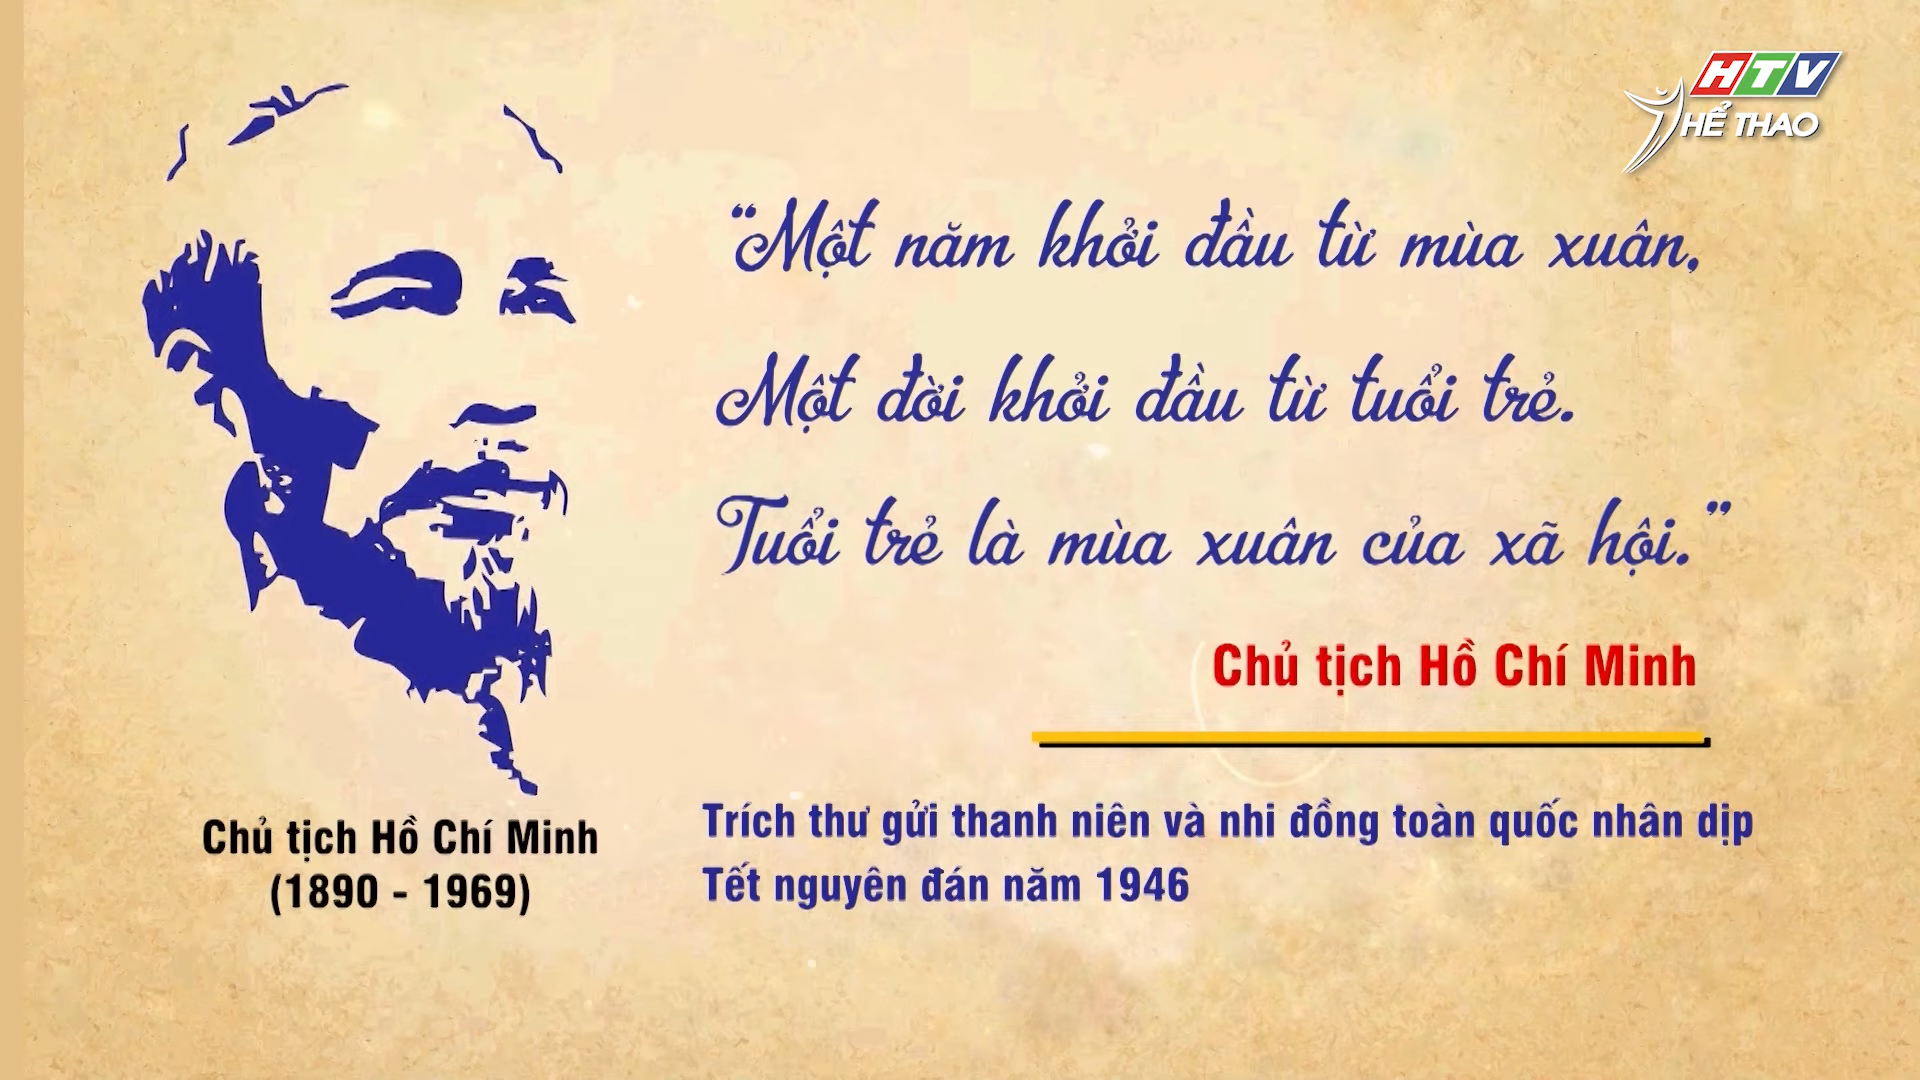 HTV
THỂ THAO
“Một năm khởi đầu từ mùa xuân,
Một đời khởi đầu từ tuổi trẻ.
Tuổi trẻ là mùa xuân của xã hội.”
Chủ tịch Hồ Chí Minh
Chủ tịch Hồ Chí Minh
(1890 - 1969)
Trích thư gửi thanh niên và nhi đồng toàn quốc nhân dịp
Tết nguyên đán năm 1946